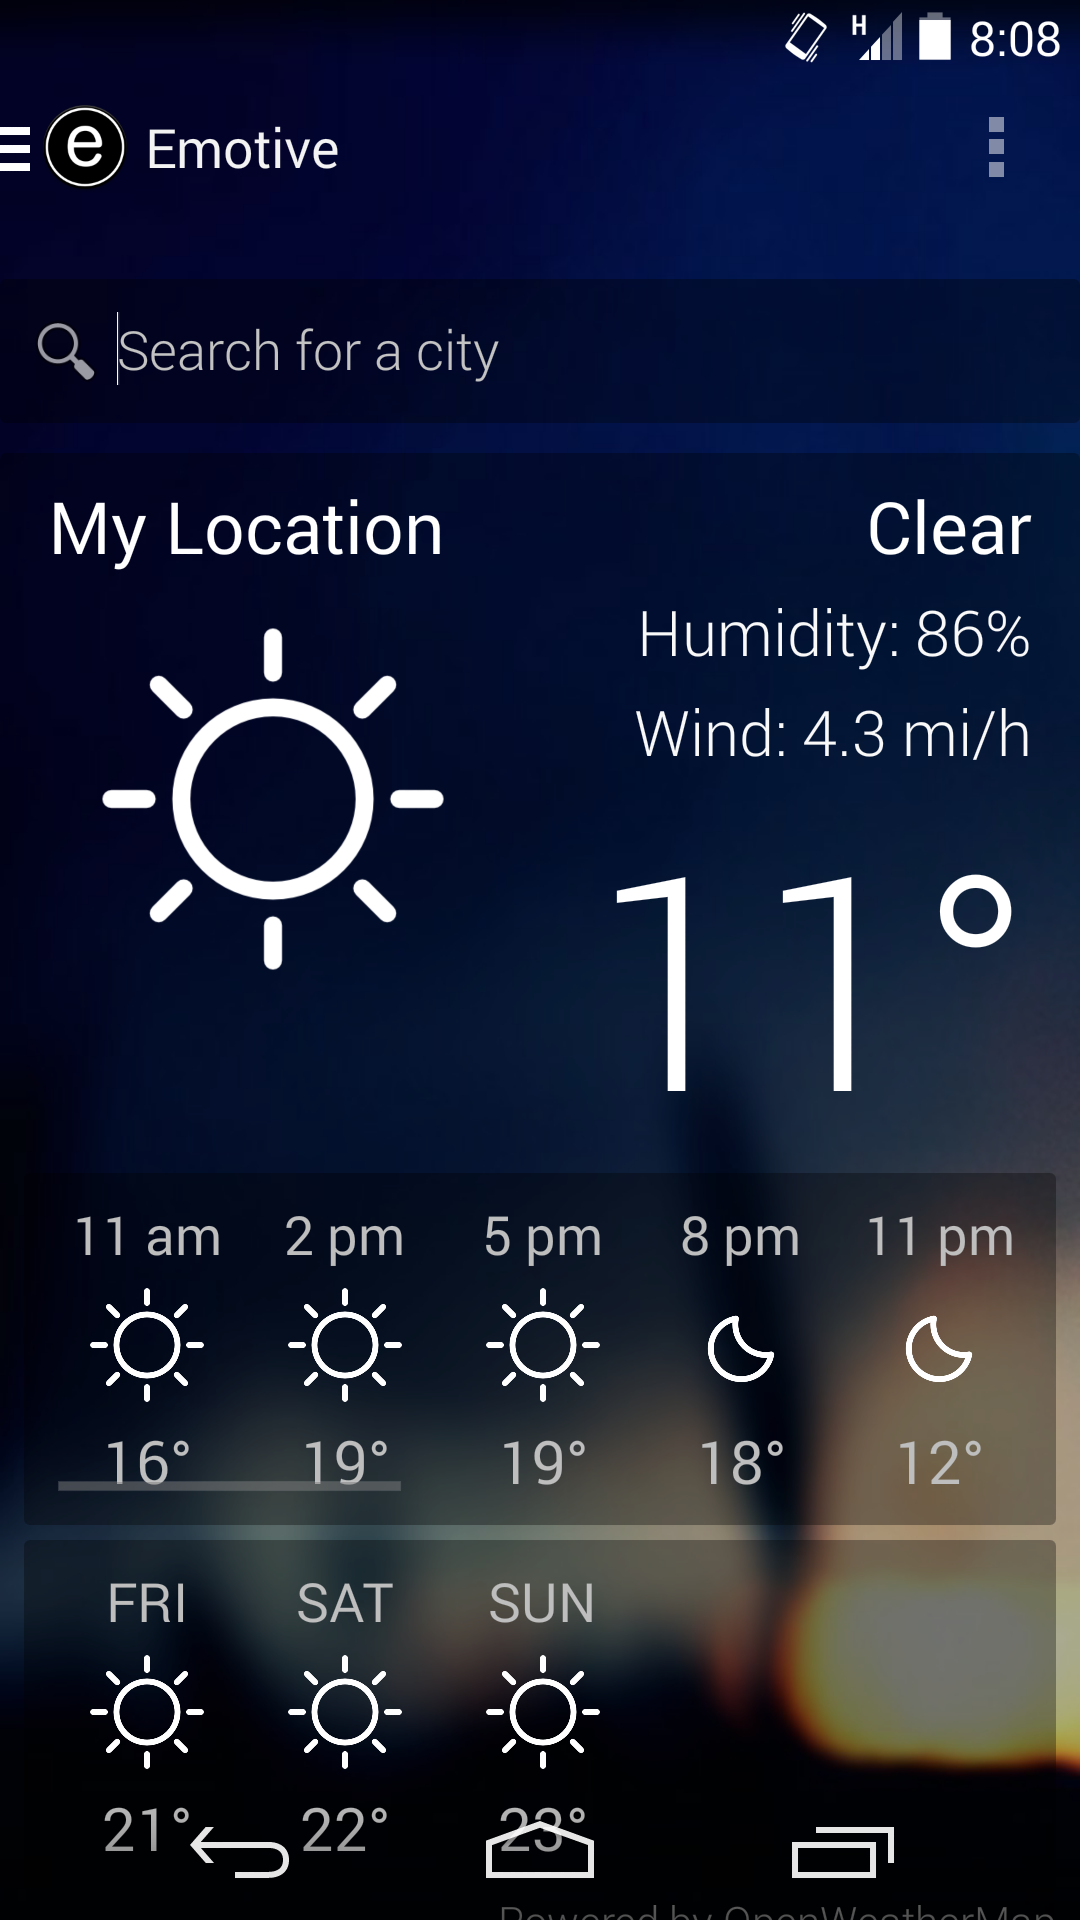 H 8:08
e Emotive
Search for a city
My Location Clear
Humidity: 86%
Wind: 4.3 mi/h
11°
11 am 2 pm 5 pm 8 pm 11 pm
16° 19° 19° 18° 12°
FRI SAT SUN
21° 22° 23°
Powered by OpenWeatherMap